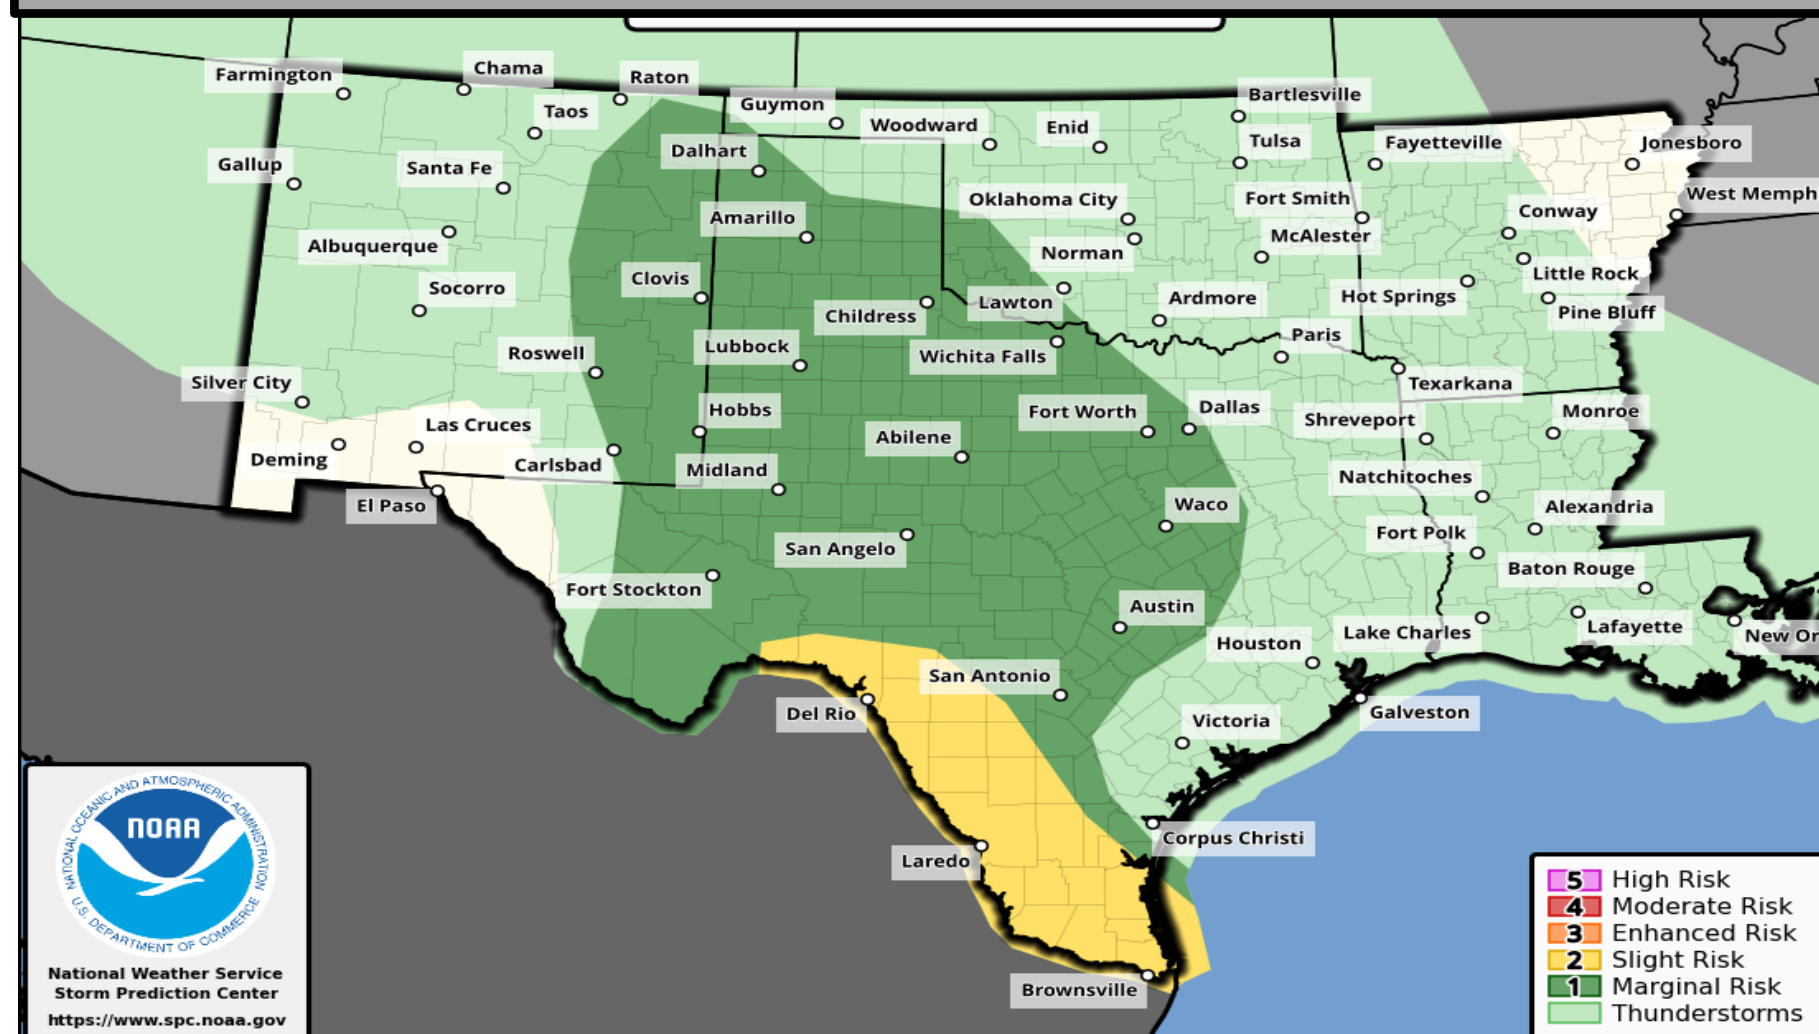 Farmington
Chama
Raton
Taos
Guymon
Woodward
Enid
Bartlesville
Tulsa
Fayetteville
Jonesboro
Gallup
Santa Fe
Dalhart
Albuquerque
Amarillo
Oklahoma City
Norman
Fort Smith
McAlester
Conway
West Memph
Socorro
Clovis
Childress
Lawton
Ardmore
Hot Springs
Little Rock
Pine Bluff
Roswell
Lubbock
Wichita Falls
Paris
Texarkana
Silver City
Las Cruces
Hobbs
Abilene
Fort Worth
Dallas
Shreveport
Monroe
Deming
Carlsbad
Midland
Natchitoches
El Paso
San Angelo
Waco
Fort Polk
Alexandria
Fort Stockton
Austin
Baton Rouge
Houston
Lake Charles
Lafayette
New Or
San Antonio
Del Rio
Victoria
Galveston
Corpus Christi
Laredo
Brownsville
NATIONAL OCEANIC AND ATMOSPHERIC ADMINISTRATION
NOAA
U.S. DEPARTMENT OF COMMERCE
National Weather Service
Storm Prediction Center
https://www.spc.noaa.gov
5 High Risk
4 Moderate Risk
3 Enhanced Risk
2 Slight Risk
1 Marginal Risk
Thunderstorms